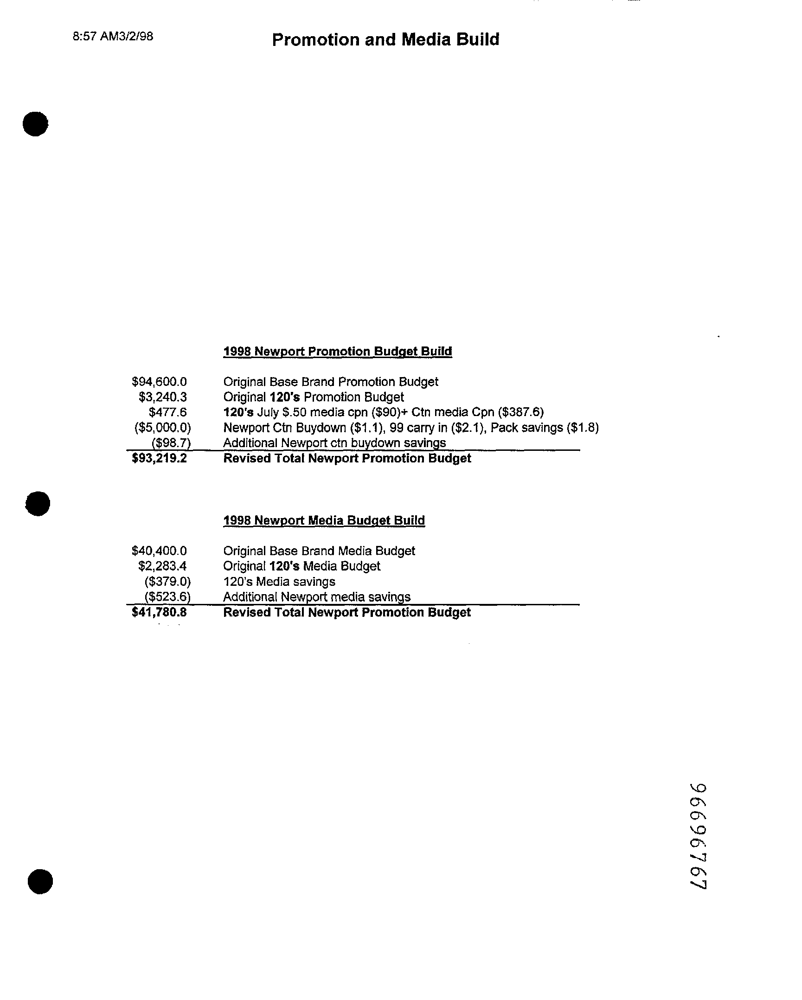 8:57 AM3/2/98
Promotion and Media Build
1998 Newport Promotion Budget Build
$94,600.0 Original Base Brand Promotion Budget
$3,240.3 Original 120's Promotion Budget
$477.6 120's July $.50 media cpn ($90)+ Ctn media Cpn ($387.6)
($5,000.0) Newport Ctn Buydown ($1.1), 99 carry in ($2.1), Pack savings ($1.8)
($98.7) Additional Newport ctn buydown savings
$93,219.2 Revised Total Newport Promotion Budget
1998 Newport Media Budget Build
$40,400.0 Original Base Brand Media Budget
$2,283.4 Original 120's Media Budget
($379.0) 120's Media savings
($523.6) Additional Newport media savings
$41,780.8 Revised Total Newport Promotion Budget
96696767